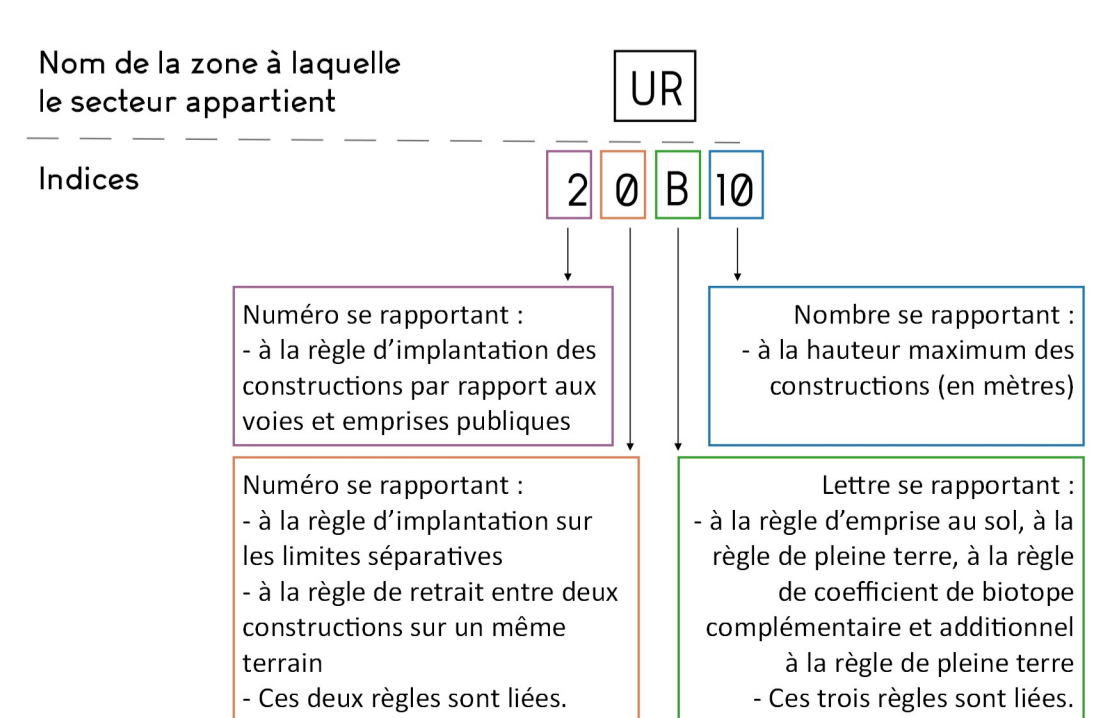 Nom de la zone à laquelle
le secteur appartient
UR
Indices
2 0 B 10
Numéro se rapportant :
- à la règle d’implantation des
constructions par rapport aux
voies et emprises publiques
Nombre se rapportant :
- à la hauteur maximum des
constructions (en mètres)
Numéro se rapportant :
- à la règle d’implantation sur
les limites séparatives
- à la règle de retrait entre deux
constructions sur un même
terrain
- Ces deux règles sont liées.
Lettre se rapportant :
- à la règle d’emprise au sol, à la
règle de pleine terre, à la règle
de coefficient de biotope
complémentaire et additionnel
à la règle de pleine terre
- Ces trois règles sont liées.